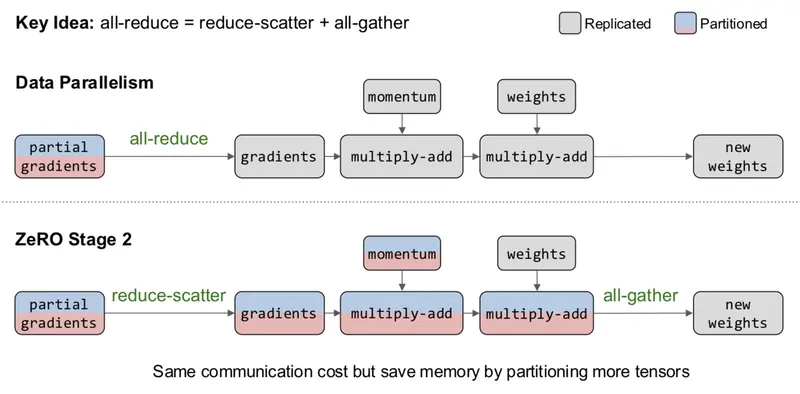 Key Idea: all-reduce = reduce-scatter + all-gather
Replicated
Partitioned
Data Parallelism
momentum
weights
partial
gradients
all-reduce
gradients
multiply-add
multiply-add
new
weights
ZeRO Stage 2
momentum
weights
partial
gradients
reduce-scatter
gradients
multiply-add
multiply-add
all-gather
new
weights
Same communication cost but save memory by partitioning more tensors